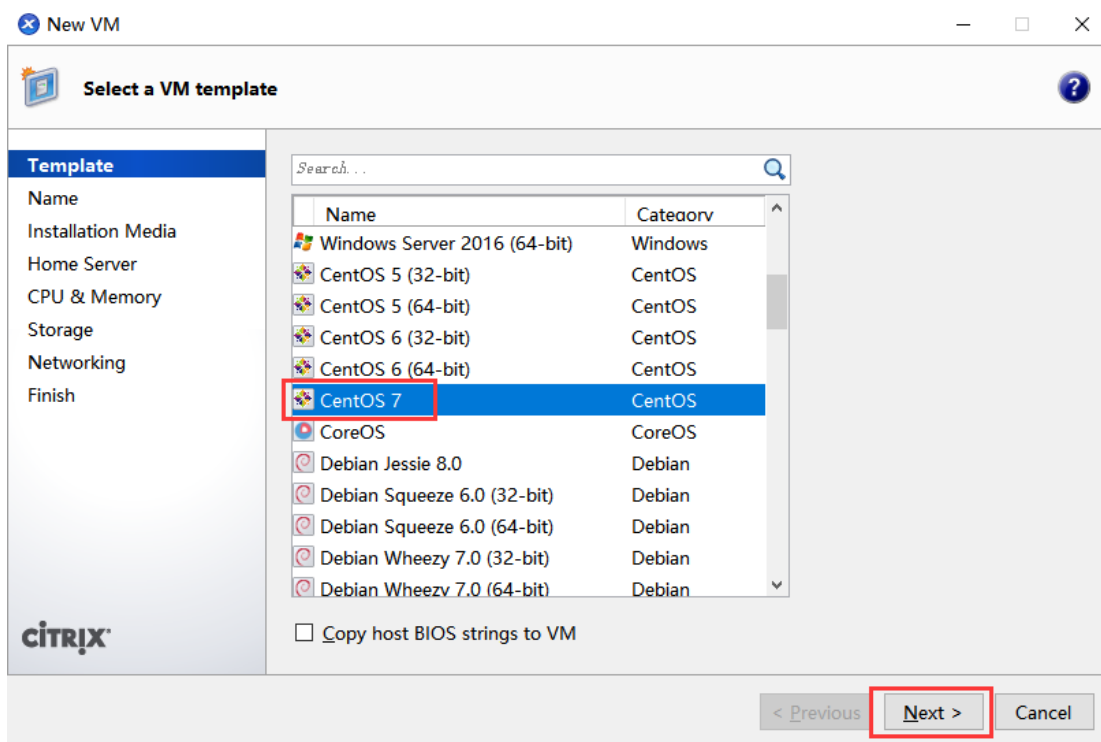 New VM
Select a VM template
Template
Name
Installation Media
Home Server
CPU & Memory
Storage
Networking
Finish
Search...
Name Category
Windows Server 2016 (64-bit) Windows
CentOS 5 (32-bit) CentOS
CentOS 5 (64-bit) CentOS
CentOS 6 (32-bit) CentOS
CentOS 6 (64-bit) CentOS
CentOS 7 CentOS
CoreOS CoreOS
Debian Jessie 8.0 Debian
Debian Squeeze 6.0 (32-bit) Debian
Debian Squeeze 6.0 (64-bit) Debian
Debian Wheezy 7.0 (32-bit) Debian
Debian Wheezy 7.0 (64-bit) Debian
Copy host BIOS strings to VM
CITRIX
< Previous Next > Cancel